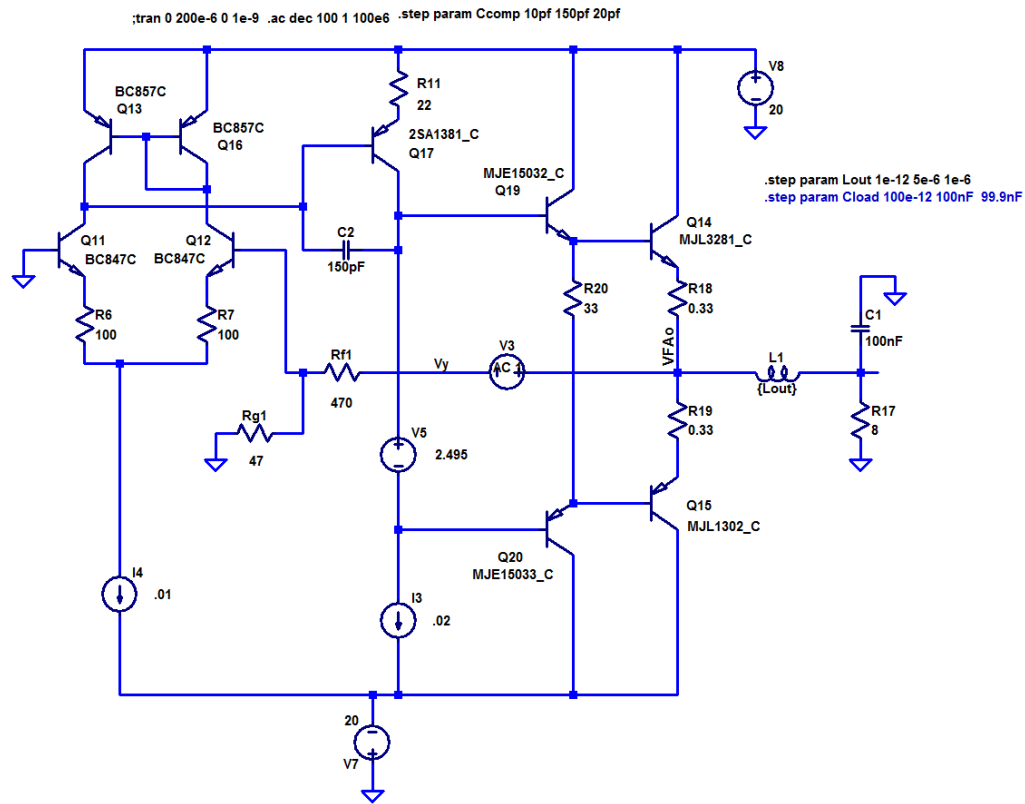 ;tran 0 200e-6 0 1e-9 .ac dec 100 1 100e6 .step param Ccomp 10pf 150pf 20pf
V8
20
R11
22
BC857C
Q13
BC857C
Q16
2SA1381_C
Q17
MJE15032_C
Q19
.step param Lout 1e-12 5e-6 1e-6
.step param Cload 100e-12 100nF 99.9nF
Q14
MJL3281_C
Q11
BC847C
Q12
BC847C
C2
150pF
R20
33
R18
0.33
R6
100
R7
100
C1
100nF
VFAo
V3
AC 1
Vy
Rf1
470
L1
{Lout}
Rg1
47
R19
0.33
R17
8
V5
2.495
Q15
MJL1302_C
Q20
MJE15033_C
I4
.01
I3
.02
20
V7